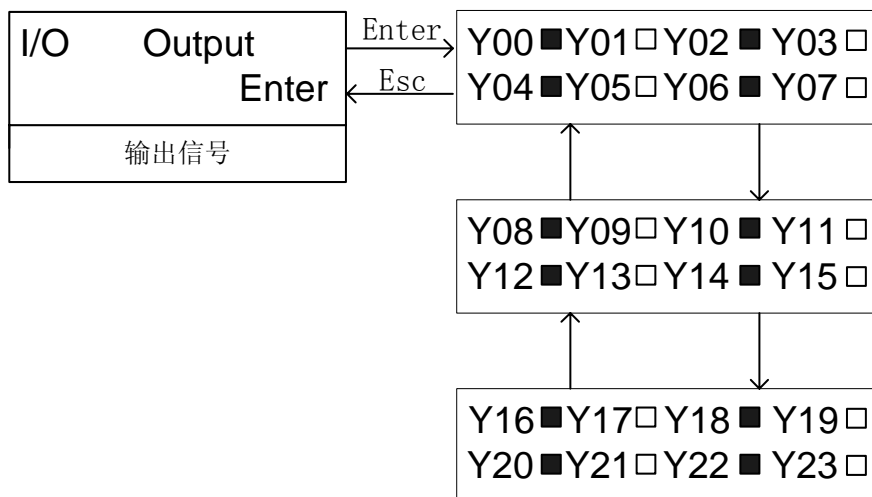 I/O Output
Enter
输出信号
Enter
Esc
Y00 ■ Y01 □ Y02 ■ Y03 □
Y04 ■ Y05 □ Y06 ■ Y07 □
Y08 ■ Y09 □ Y10 ■ Y11 □
Y12 ■ Y13 □ Y14 ■ Y15 □
Y16 ■ Y17 □ Y18 ■ Y19 □
Y20 ■ Y21 □ Y22 ■ Y23 □